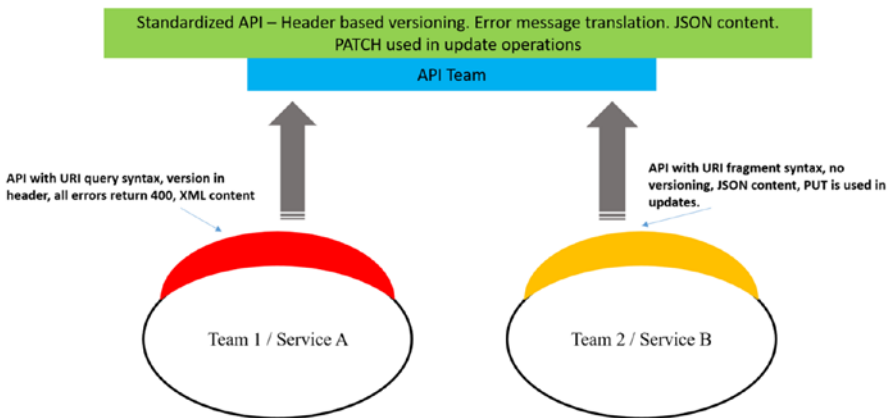 Standardized API – Header based versioning. Error message translation. JSON content.
PATCH used in update operations
API Team
API with URI query syntax, version in
header, all errors return 400, XML content
API with URI fragment syntax, no
versioning, JSON content, PUT is used in
updates.
Team 1 / Service A
Team 2 / Service B